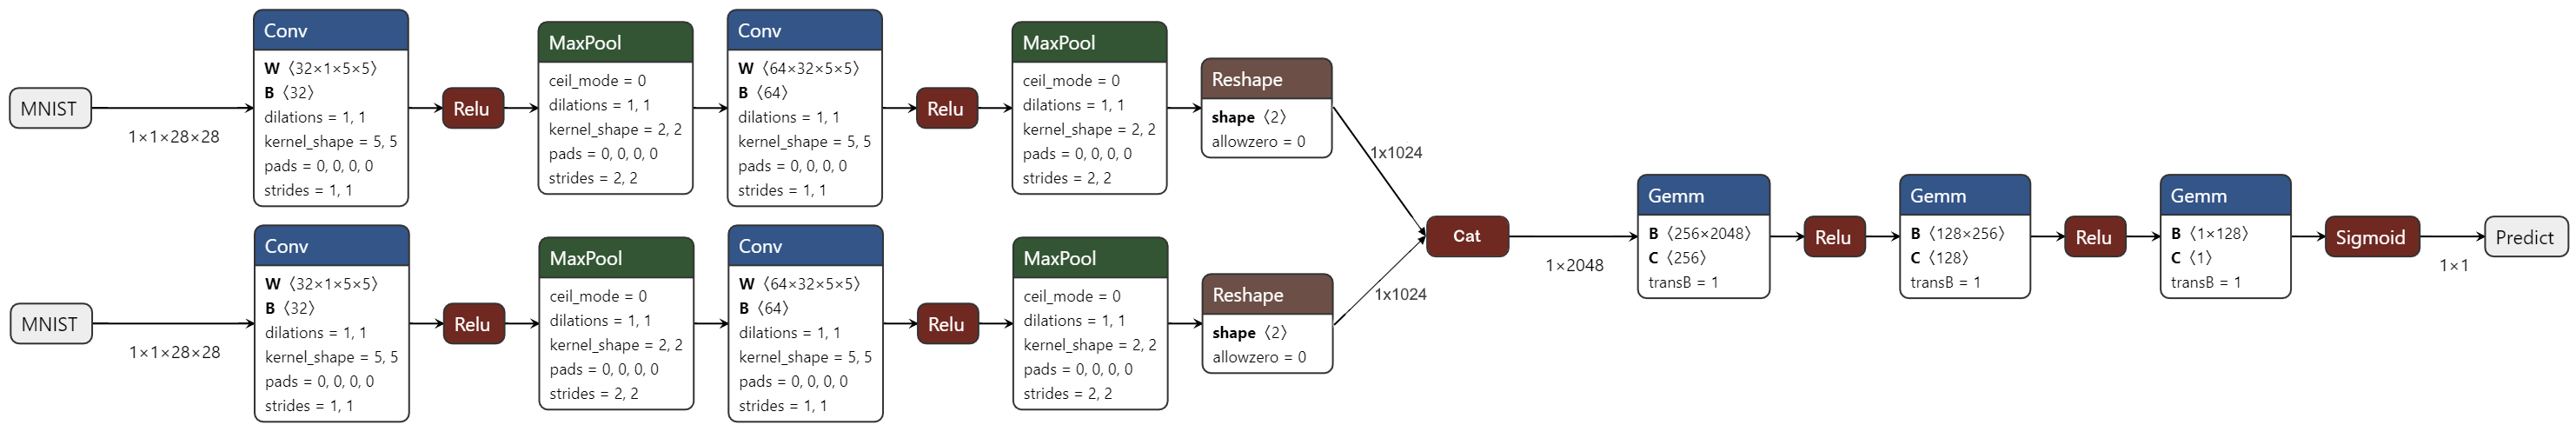 MNIST
1×1×28×28
Conv
W 〈32×1×5×5〉
B 〈32〉
dilations = 1, 1
kernel_shape = 5, 5
pads = 0, 0, 0, 0
strides = 1, 1
Relu
MaxPool
ceil_mode = 0
dilations = 1, 1
kernel_shape = 2, 2
pads = 0, 0, 0, 0
strides = 2, 2
Conv
W 〈64×32×5×5〉
B 〈64〉
dilations = 1, 1
kernel_shape = 5, 5
pads = 0, 0, 0, 0
strides = 1, 1
Relu
MaxPool
ceil_mode = 0
dilations = 1, 1
kernel_shape = 2, 2
pads = 0, 0, 0, 0
strides = 2, 2
Reshape
shape 〈2〉
allowzero = 0
1x1024
MNIST
1×1×28×28
Conv
W 〈32×1×5×5〉
B 〈32〉
dilations = 1, 1
kernel_shape = 5, 5
pads = 0, 0, 0, 0
strides = 1, 1
Relu
MaxPool
ceil_mode = 0
dilations = 1, 1
kernel_shape = 2, 2
pads = 0, 0, 0, 0
strides = 2, 2
Conv
W 〈64×32×5×5〉
B 〈64〉
dilations = 1, 1
kernel_shape = 5, 5
pads = 0, 0, 0, 0
strides = 1, 1
Relu
MaxPool
ceil_mode = 0
dilations = 1, 1
kernel_shape = 2, 2
pads = 0, 0, 0, 0
strides = 2, 2
Reshape
shape 〈2〉
allowzero = 0
1x1024
Cat
1×2048
Gemm
B 〈256×2048〉
C 〈256〉
transB = 1
Relu
Gemm
B 〈128×256〉
C 〈128〉
transB = 1
Relu
Gemm
B 〈1×128〉
C 〈1〉
transB = 1
Sigmoid
1×1
Predict